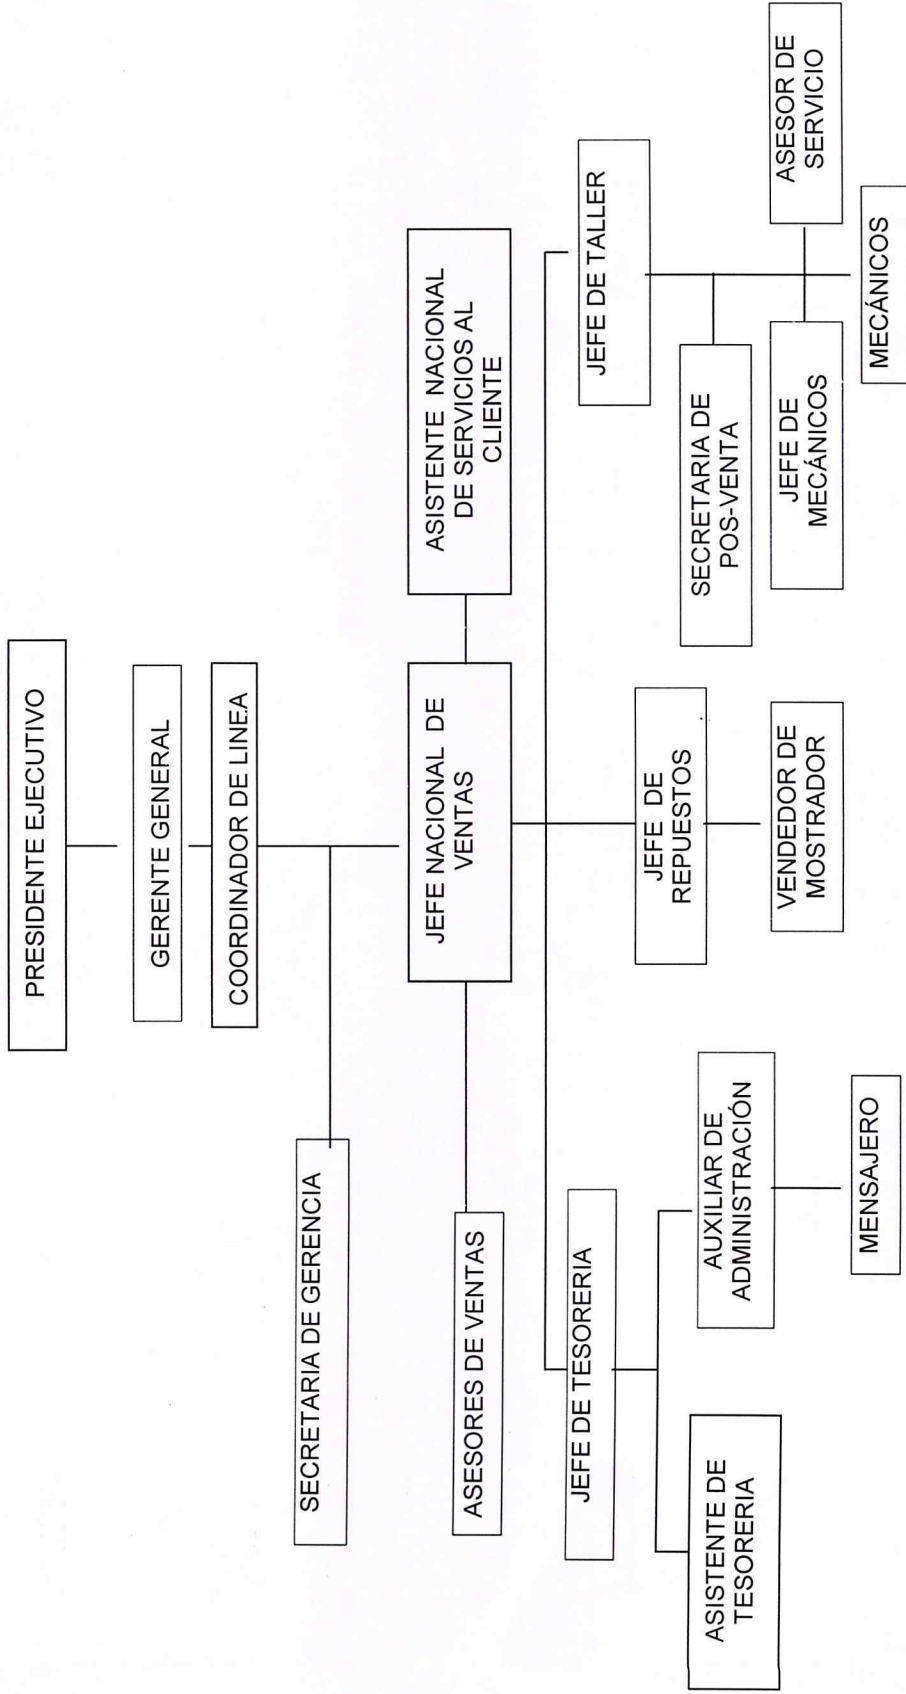 PRESIDENTE EJECUTIVO
GERENTE GENERAL
COORDINADOR DE LINEA
SECRETARIA DE GERENCIA
ASESORES DE VENTAS
JEFE NACIONAL DE
VENTAS
ASISTENTE NACIONAL
DE SERVICIOS AL
CLIENTE
JEFE DE TESORERIA
ASISTENTE DE
TESORERIA
AUXILIAR DE
ADMINISTRACIÓN
MENSAJERO
JEFE DE
REPUESTOS
VENDEDOR DE
MOSTRADOR
JEFE DE TALLER
SECRETARIA DE
POS-VENTA
JEFE DE
MECÁNICOS
ASESOR DE
SERVICIO
MECÁNICOS